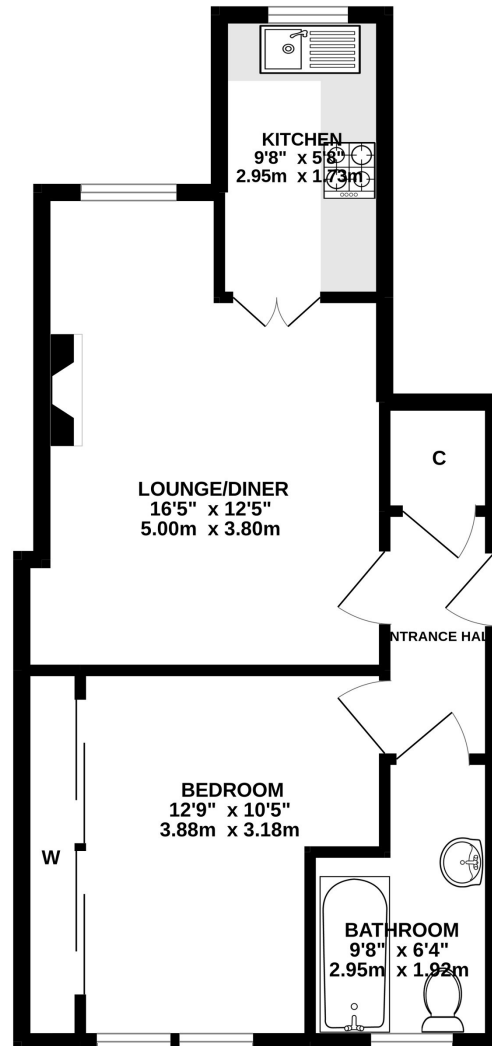 KITCHEN
9'8" x 5'8"
2.95m x 1.73m
LOUNGE/DINER
16'5" x 12'5"
5.00m x 3.80m
C
NTRANCE HAL
BEDROOM
12'9" x 10'5"
3.88m x 3.18m
W
BATHROOM
9'8" x 6'4"
2.95m x 1.92m